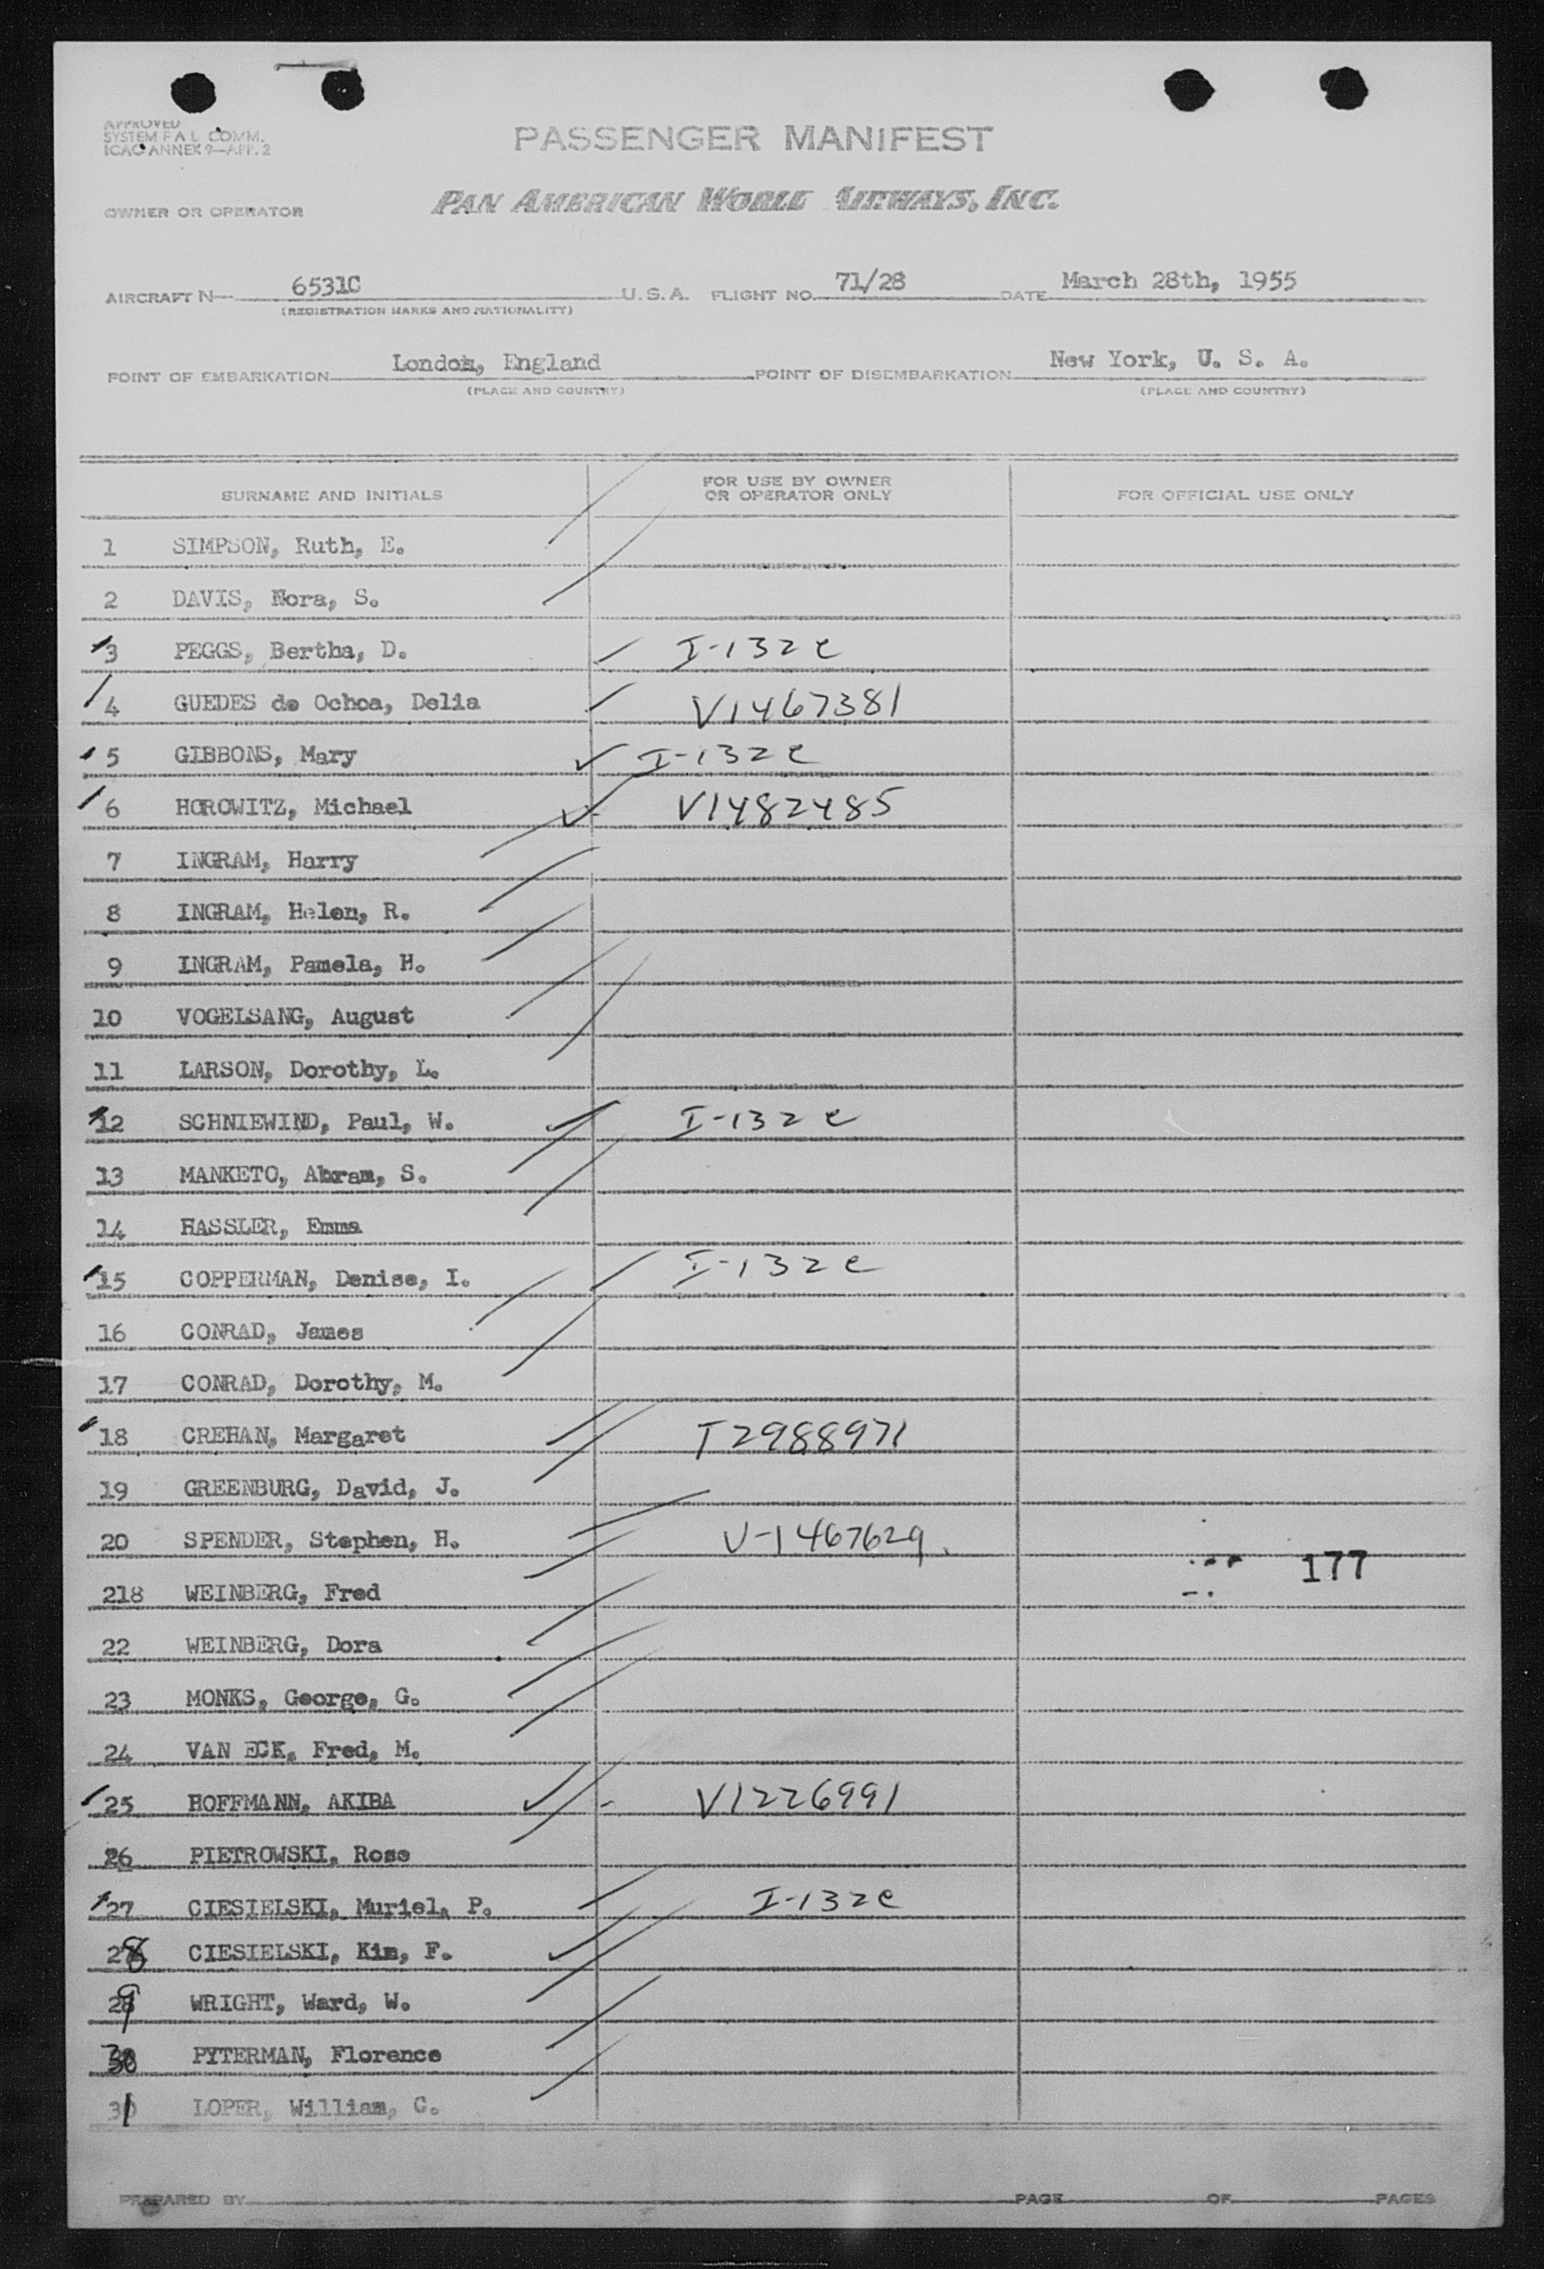 APPROVED
SYSTEM F A L COMM.
ICAO ANNEX 9—APP. 2
PASSENGER MANIFEST
OWNER OR OPERATOR PAN AMERICAN WORLD AIRWAYS, INC.
AIRCRAFT N— 6531C U. S. A. FLIGHT NO. 71/28 DATE March 28th, 1955
(REGISTRATION MARKS AND NATIONALITY)
POINT OF EMBARKATION London, England POINT OF DISEMBARKATION New York, U. S. A.
(PLACE AND COUNTRY) (PLACE AND COUNTRY)
SURNAME AND INITIALS FOR USE BY OWNER OR OPERATOR ONLY FOR OFFICIAL USE ONLY
1 SIMPSON, Ruth, E.
2 DAVIS, Nora, S.
3 PEGGS, Bertha, D. I-132c
4 GUEDES de Ochoa, Delia V1467381
5 GIBBONS, Mary I-132c
6 HOROWITZ, Michael V1482485
7 INGRAM, Harry
8 INGRAM, Helen, R.
9 INGRAM, Pamela, H.
10 VOGELSANG, August
11 LARSON, Dorothy, L.
12 SCHNIEWIND, Paul, W. I-132c
13 MANKETO, Abram, S.
14 HASSLER, Emma
15 COPPERMAN, Denise, I. I-132c
16 CONRAD, James
17 CONRAD, Dorothy, M.
18 CREHAN, Margaret T2988971
19 GREENBURG, David, J.
20 SPENDER, Stephen, H. V-1467629
177
218 WEINBERG, Fred
22 WEINBERG, Dora
23 MONKS, George, G.
24 VAN ECK, Fred, M.
25 HOFFMANN, AKIBA V1226991
26 PIETROWSKI, Rose
27 CIESIELSKI, Muriel, P. I-132c
28 CIESIELSKI, Kim, F.
29 WRIGHT, Ward, W.
30 PYTERMAN, Florence
31 LOPER, William, C.
PREPARED BY PAGE OF PAGES